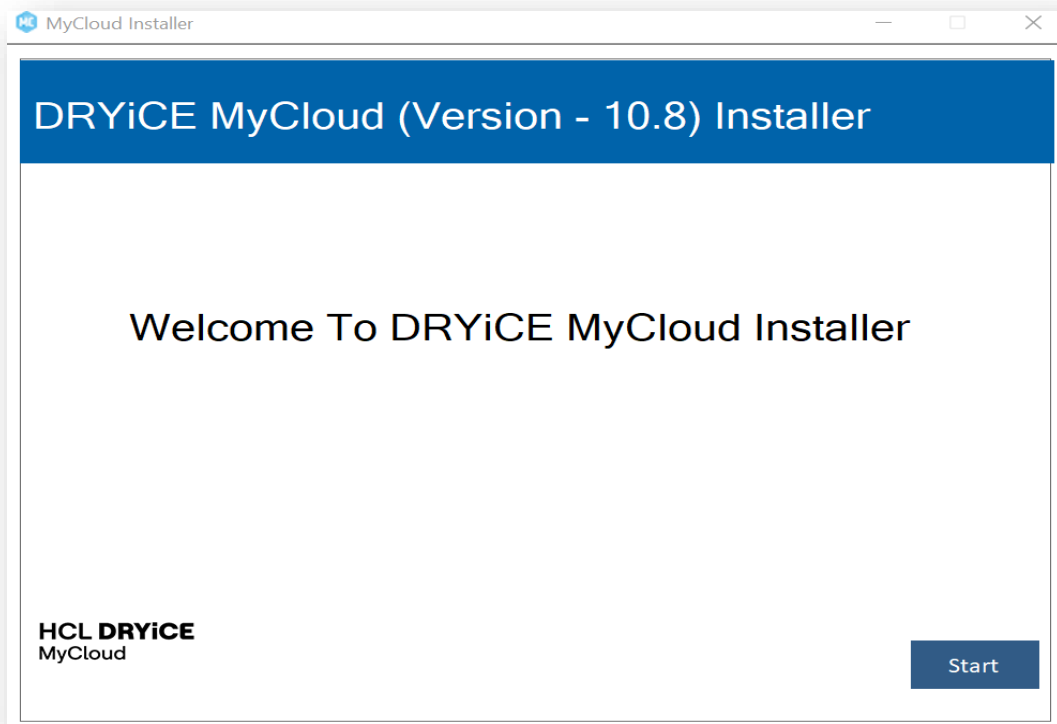 MyCloud Installer
DRYiCE MyCloud (Version - 10.8) Installer
Welcome To DRYiCE MyCloud Installer
HCL DRYiCE
MyCloud
Start